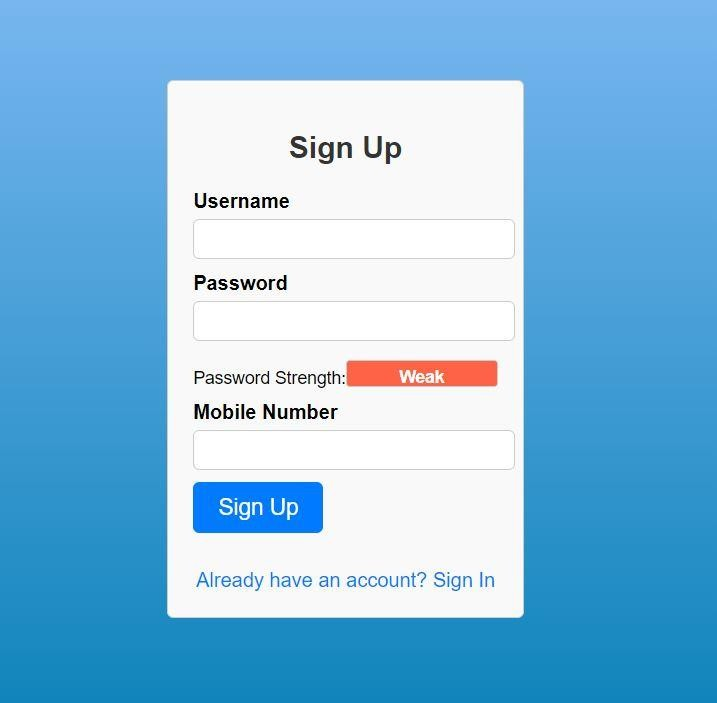 Sign Up
Username
Password
Password Strength: Weak
Mobile Number
Sign Up
Already have an account? Sign In